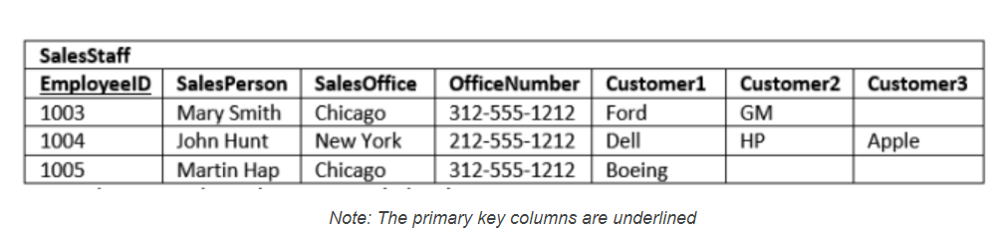 SalesStaff
EmployeeID SalesPerson SalesOffice OfficeNumber Customer1 Customer2 Customer3
1003 Mary Smith Chicago 312-555-1212 Ford GM
1004 John Hunt New York 212-555-1212 Dell HP Apple
1005 Martin Hap Chicago 312-555-1212 Boeing
Note: The primary key columns are underlined